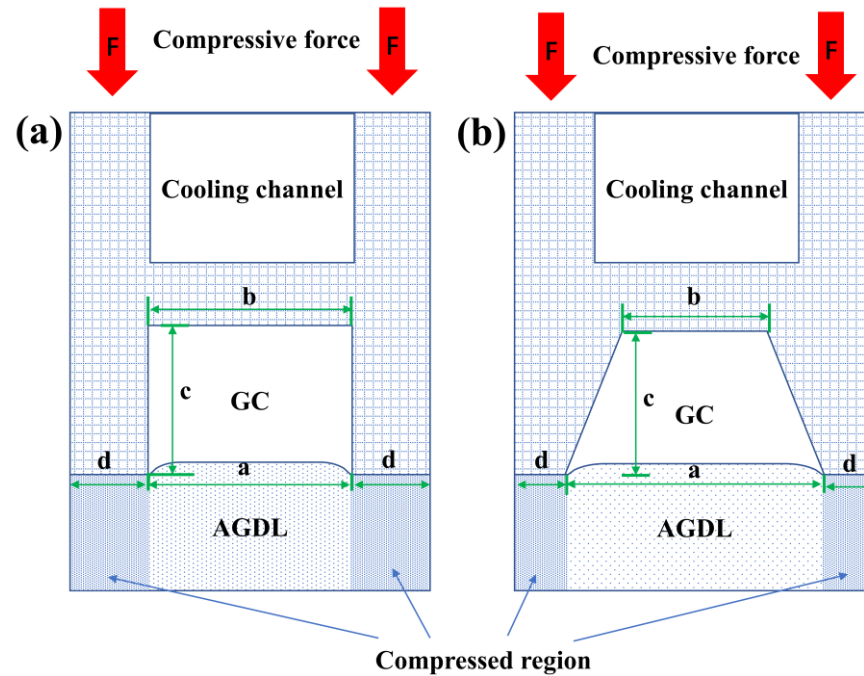 F Compressive force F
F Compressive force F
(a)
Cooling channel
b
c
GC
d a d
AGDL
(b)
Cooling channel
b
c
GC
d a d
AGDL
Compressed region